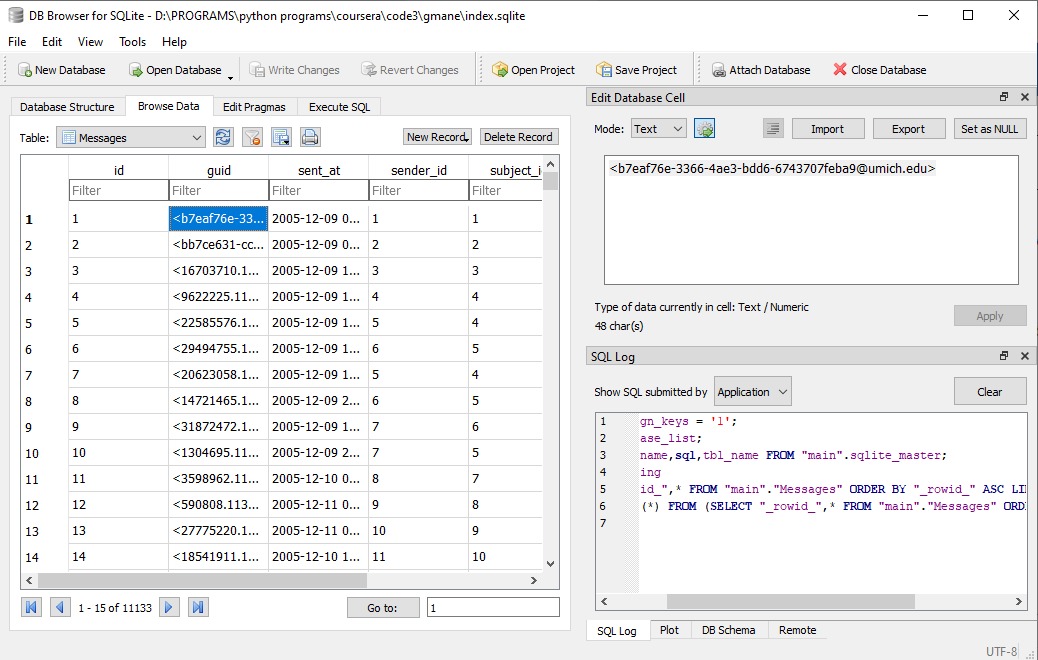 DB Browser for SQLite - D:\PROGRAMS\python programs\coursera\code3\gmane\index.sqlite
File Edit View Tools Help
New Database Open Database Write Changes Revert Changes Open Project Save Project Attach Database Close Database
Database Structure Browse Data Edit Pragmas Execute SQL
Table: Messages New Record Delete Record
id guid sent_at sender_id subject_i
Filter Filter Filter Filter Filter
1 1 <b7eaf76e-33... 2005-12-09 0... 1 1
2 2 <bb7ce631-cc... 2005-12-09 0... 2 2
3 3 <16703710.1... 2005-12-09 1... 3 3
4 4 <9622225.11... 2005-12-09 1... 4 4
5 5 <22585576.1... 2005-12-09 1... 5 4
6 6 <29494755.1... 2005-12-09 1... 6 5
7 7 <20623058.1... 2005-12-09 1... 5 4
8 8 <14721465.1... 2005-12-09 2... 6 5
9 9 <31872472.1... 2005-12-09 1... 7 6
10 10 <1304695.11... 2005-12-09 2... 7 5
11 11 <3598962.11... 2005-12-10 0... 8 7
12 12 <590808.113... 2005-12-11 0... 9 8
13 13 <27775220.1... 2005-12-11 0... 10 9
14 14 <18541911.1... 2005-12-10 1... 11 10
1 - 15 of 11133 Go to: 1
Edit Database Cell
Mode: Text Import Export Set as NULL
<b7eaf76e-3366-4ae3-bdd6-6743707feba9@umich.edu>
Type of data currently in cell: Text / Numeric
48 char(s)
Apply
SQL Log
Show SQL submitted by Application Clear
1 gn_keys = '1';
2 ase_list;
3 name,sql,tbl_name FROM "main".sqlite_master;
4 ing
5 id_",* FROM "main"."Messages" ORDER BY "_rowid_" ASC LI
6 (*) FROM (SELECT "_rowid_",* FROM "main"."Messages" ORD
7
SQL Log Plot DB Schema Remote
UTF-8